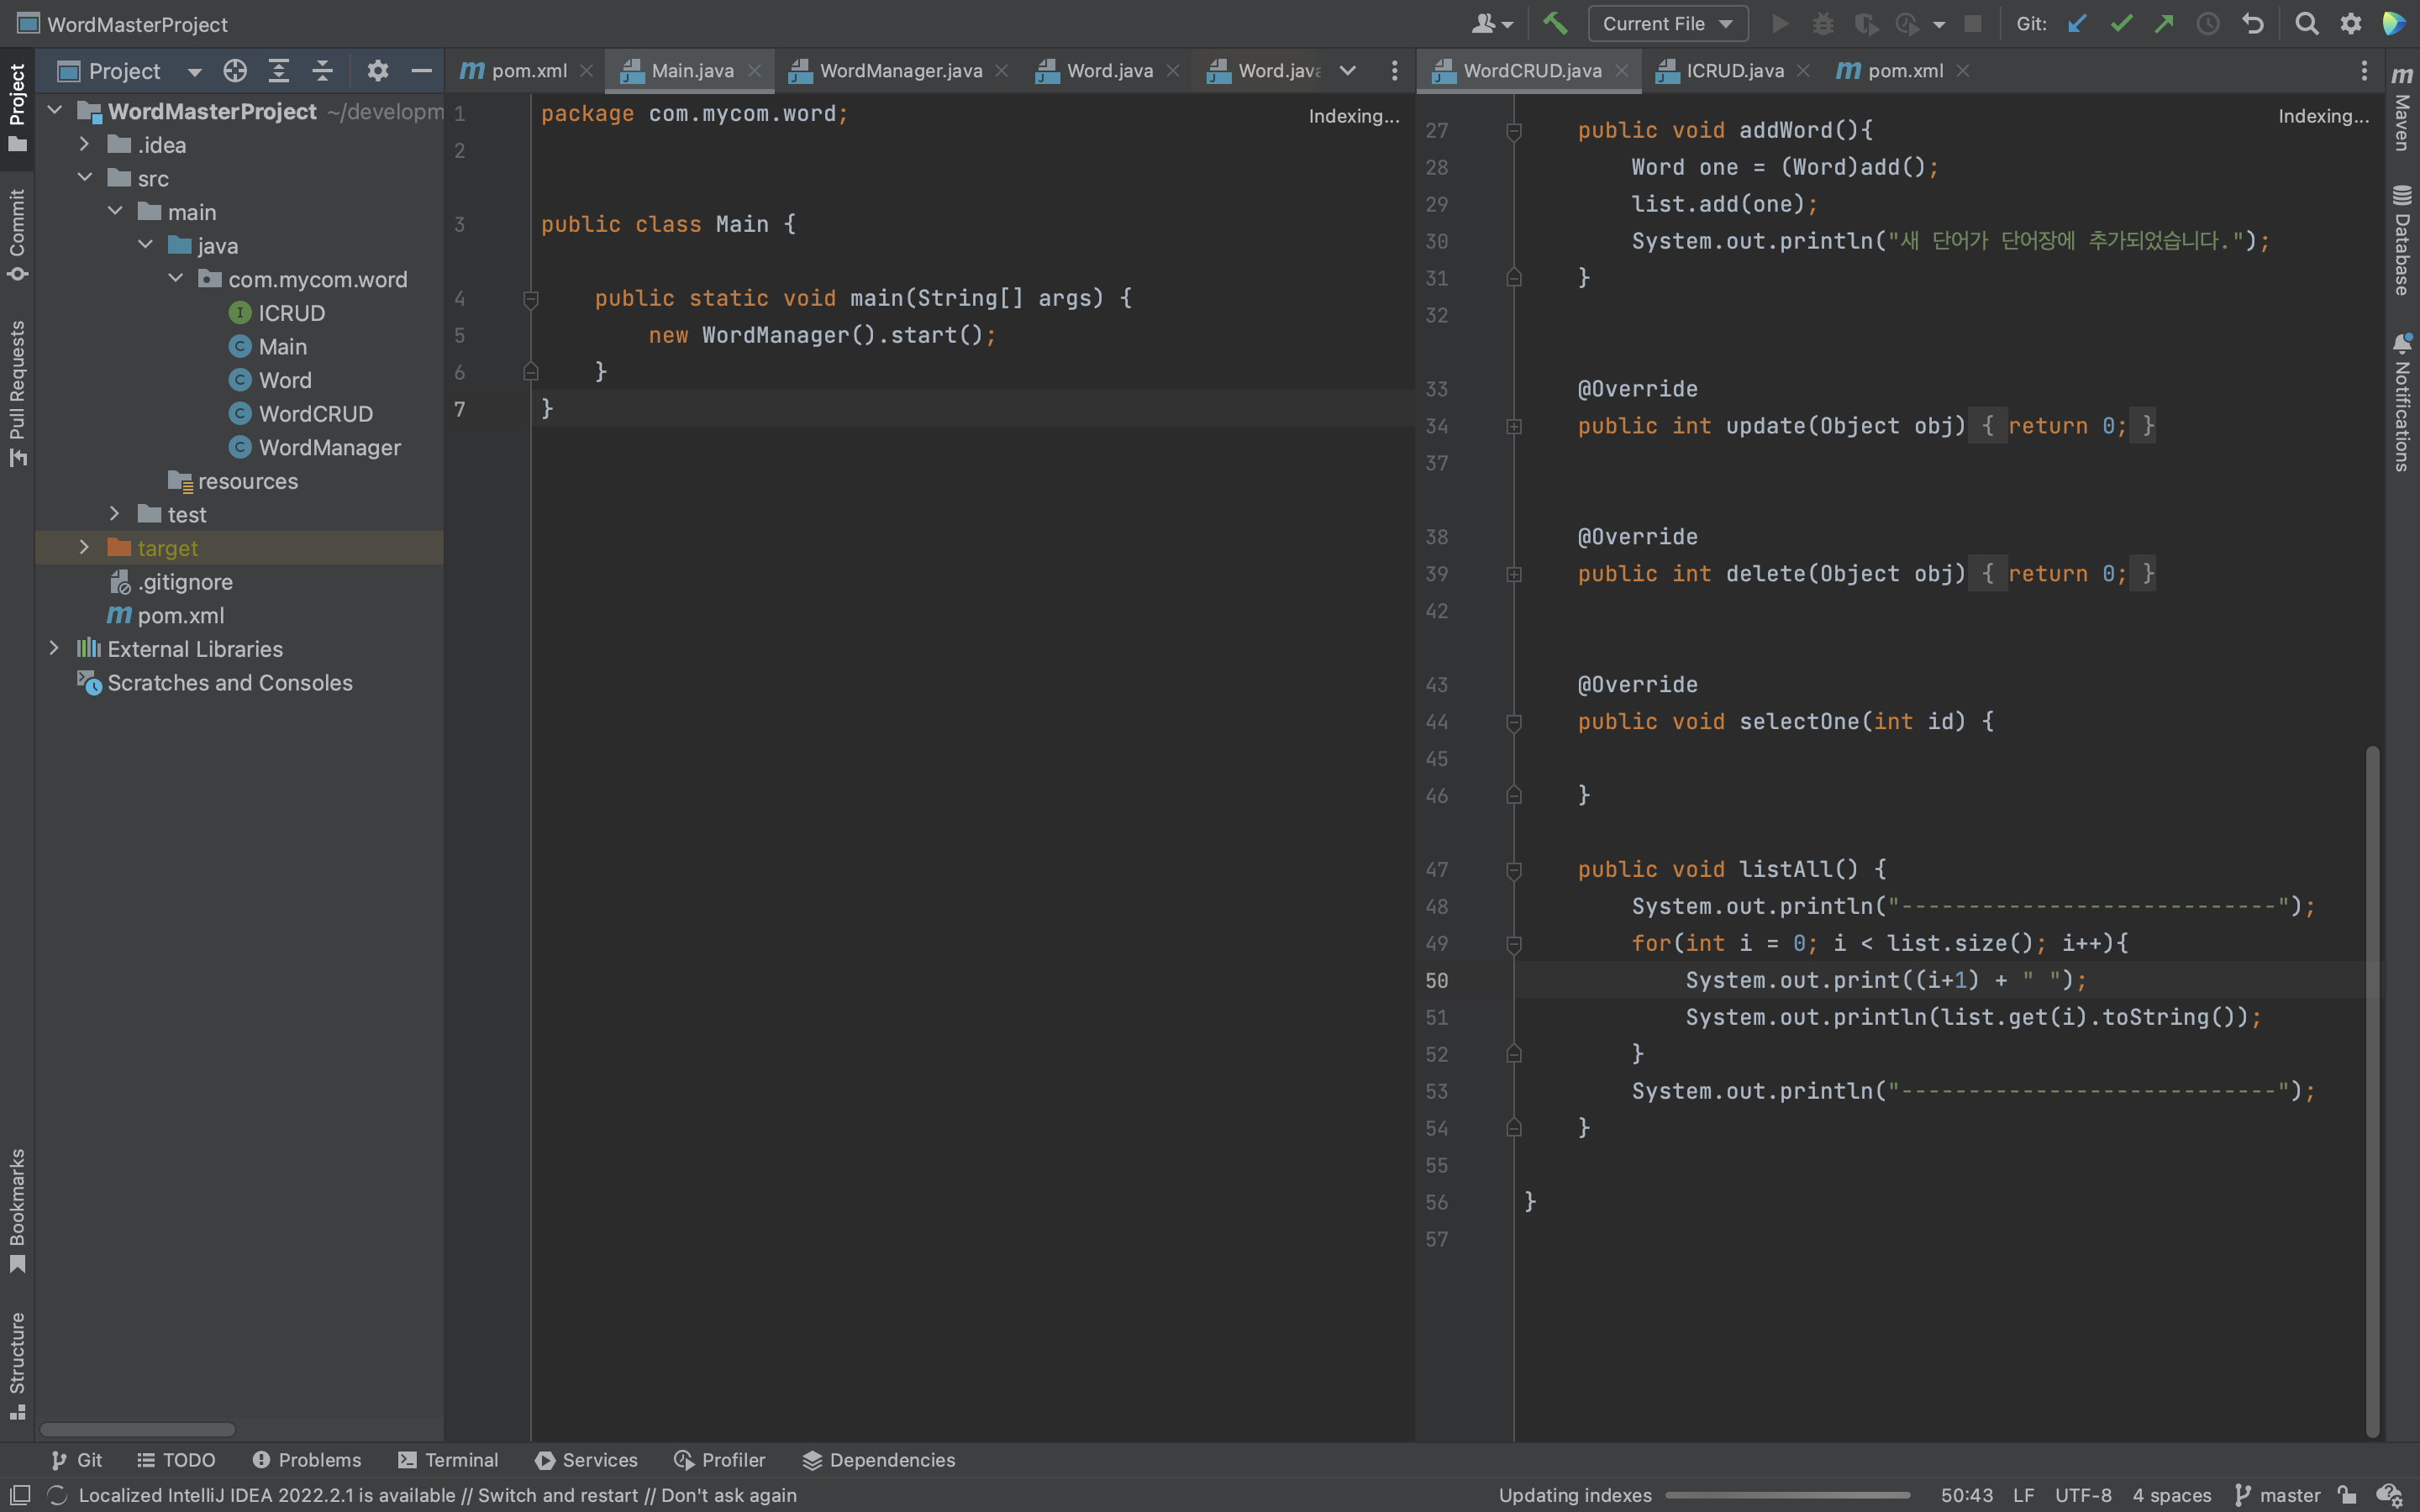 WordMasterProject
Current File
Git:
Project
pom.xml
Main.java
WordManager.java
Word.java
Word.java
WordCRUD.java
ICRUD.java
pom.xml
Project
Commit
Pull Requests
Bookmarks
Structure
WordMasterProject ~/developm
.idea
src
main
java
com.mycom.word
ICRUD
Main
Word
WordCRUD
WordManager
resources
test
target
.gitignore
pom.xml
External Libraries
Scratches and Consoles
Indexing...
1 package com.mycom.word;
2
3 public class Main {
4 public static void main(String[] args) {
5 new WordManager().start();
6 }
7 }
Indexing...
27 public void addWord(){
28 Word one = (Word)add();
29 list.add(one);
30 System.out.println("새 단어가 단어장에 추가되었습니다.");
31 }
32
33 @Override
34 public int update(Object obj) { return 0; }
37
38 @Override
39 public int delete(Object obj) { return 0; }
42
43 @Override
44 public void selectOne(int id) {
45
46 }
47 public void listAll() {
48 System.out.println("----------------------------");
49 for(int i = 0; i < list.size(); i++){
50 System.out.print((i+1) + " ");
51 System.out.println(list.get(i).toString());
52 }
53 System.out.println("----------------------------");
54 }
55
56 }
57
Maven
Database
Notifications
Git
TODO
Problems
Terminal
Services
Profiler
Dependencies
Localized IntelliJ IDEA 2022.2.1 is available // Switch and restart // Don't ask again
Updating indexes
50:43 LF UTF-8 4 spaces master